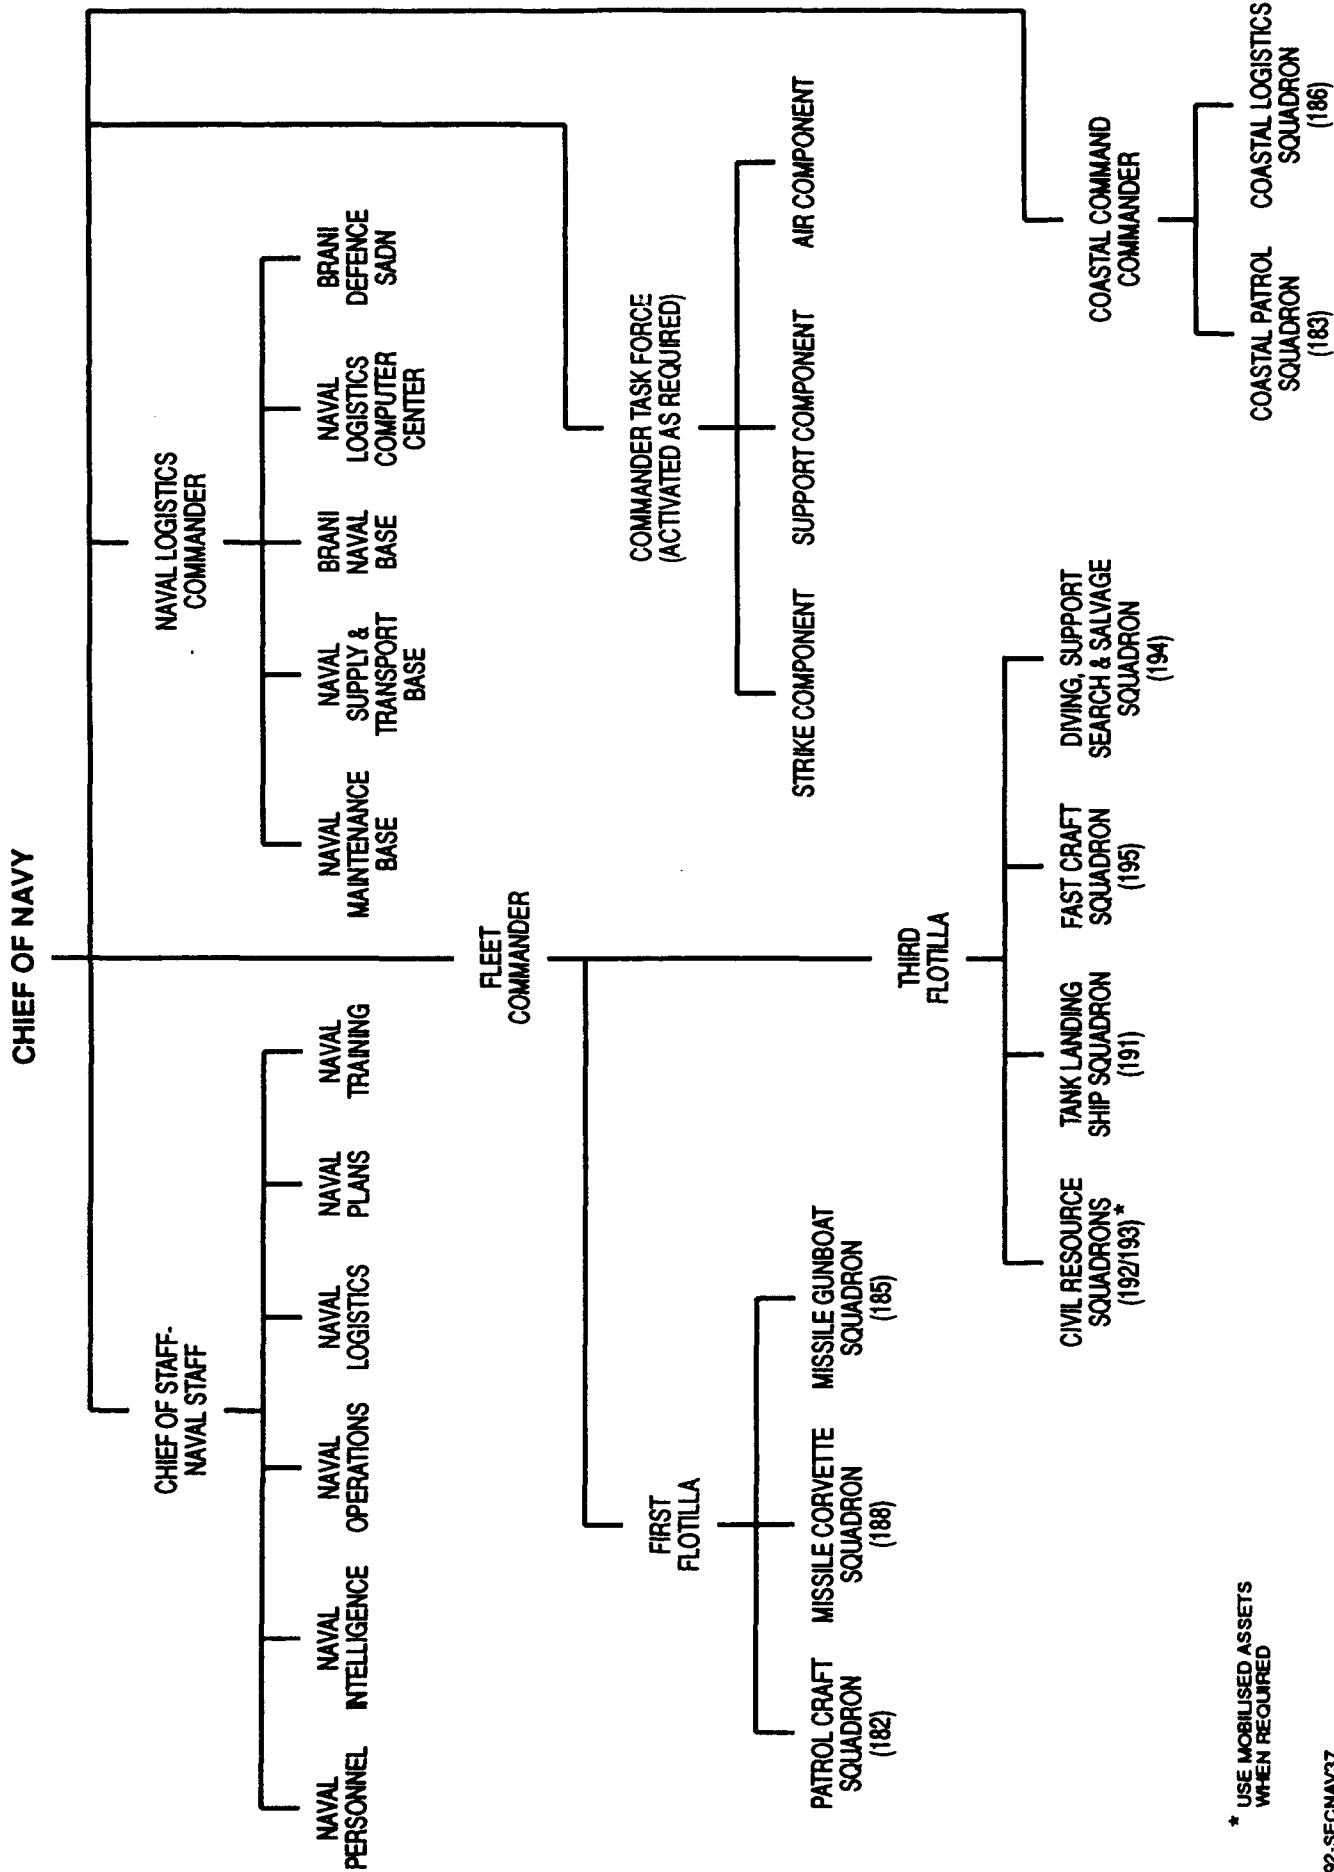 CHIEF OF NAVY
CHIEF OF STAFF-
NAVAL STAFF
NAVAL LOGISTICS
COMMANDER
NAVAL
PERSONNEL
NAVAL
INTELLIGENCE
NAVAL
OPERATIONS
NAVAL
LOGISTICS
NAVAL
PLANS
NAVAL
TRAINING
NAVAL
MAINTENANCE
BASE
NAVAL
SUPPLY &
TRANSPORT
BASE
BRANI
NAVAL
BASE
NAVAL
LOGISTICS
COMPUTER
CENTER
BRANI
DEFENCE
SADN
FLEET
COMMANDER
COMMANDER TASK FORCE
(ACTIVATED AS REQUIRED)
FIRST
FLOTILLA
STRIKE COMPONENT
SUPPORT COMPONENT
AIR COMPONENT
PATROL CRAFT
SQUADRON
(182)
MISSILE CORVETTE
SQUADRON
(188)
MISSILE GUNBOAT
SQUADRON
(185)
THIRD
FLOTILLA
CIVIL RESOURCE
SQUADRONS
(192/193)*
TANK LANDING
SHIP SQUADRON
(191)
FAST CRAFT
SQUADRON
(195)
DIVING, SUPPORT
SEARCH & SALVAGE
SQUADRON
(194)
COASTAL COMMAND
COMMANDER
COASTAL PATROL
SQUADRON
(183)
COASTAL LOGISTICS
SQUADRON
(186)
* USE MOBILISED ASSETS
WHEN REQUIRED